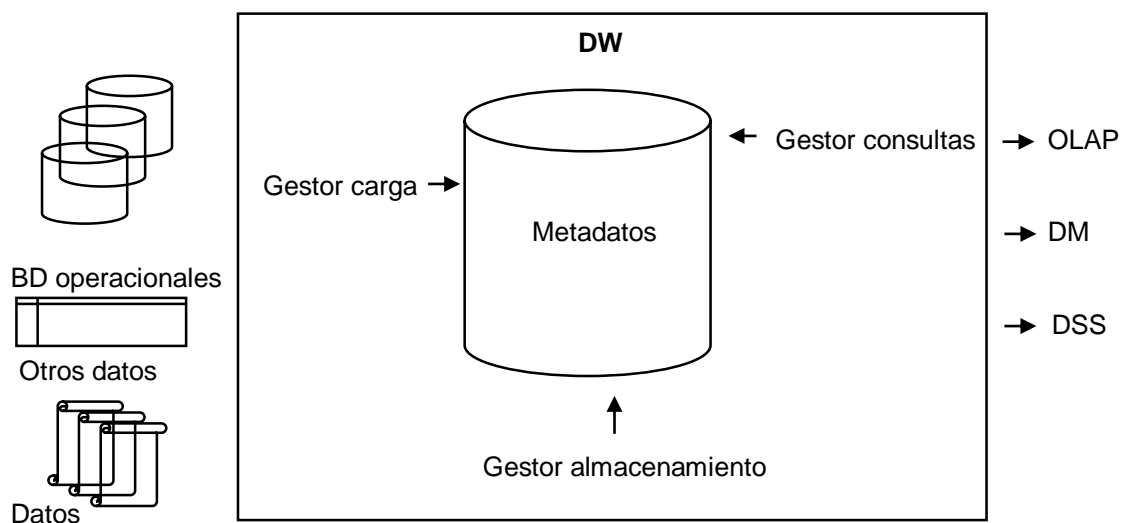 DW
Gestor consultas
OLAP
Gestor carga
Metadatos
DM
BD operacionales
DSS
Otros datos
Gestor almacenamiento
Datos